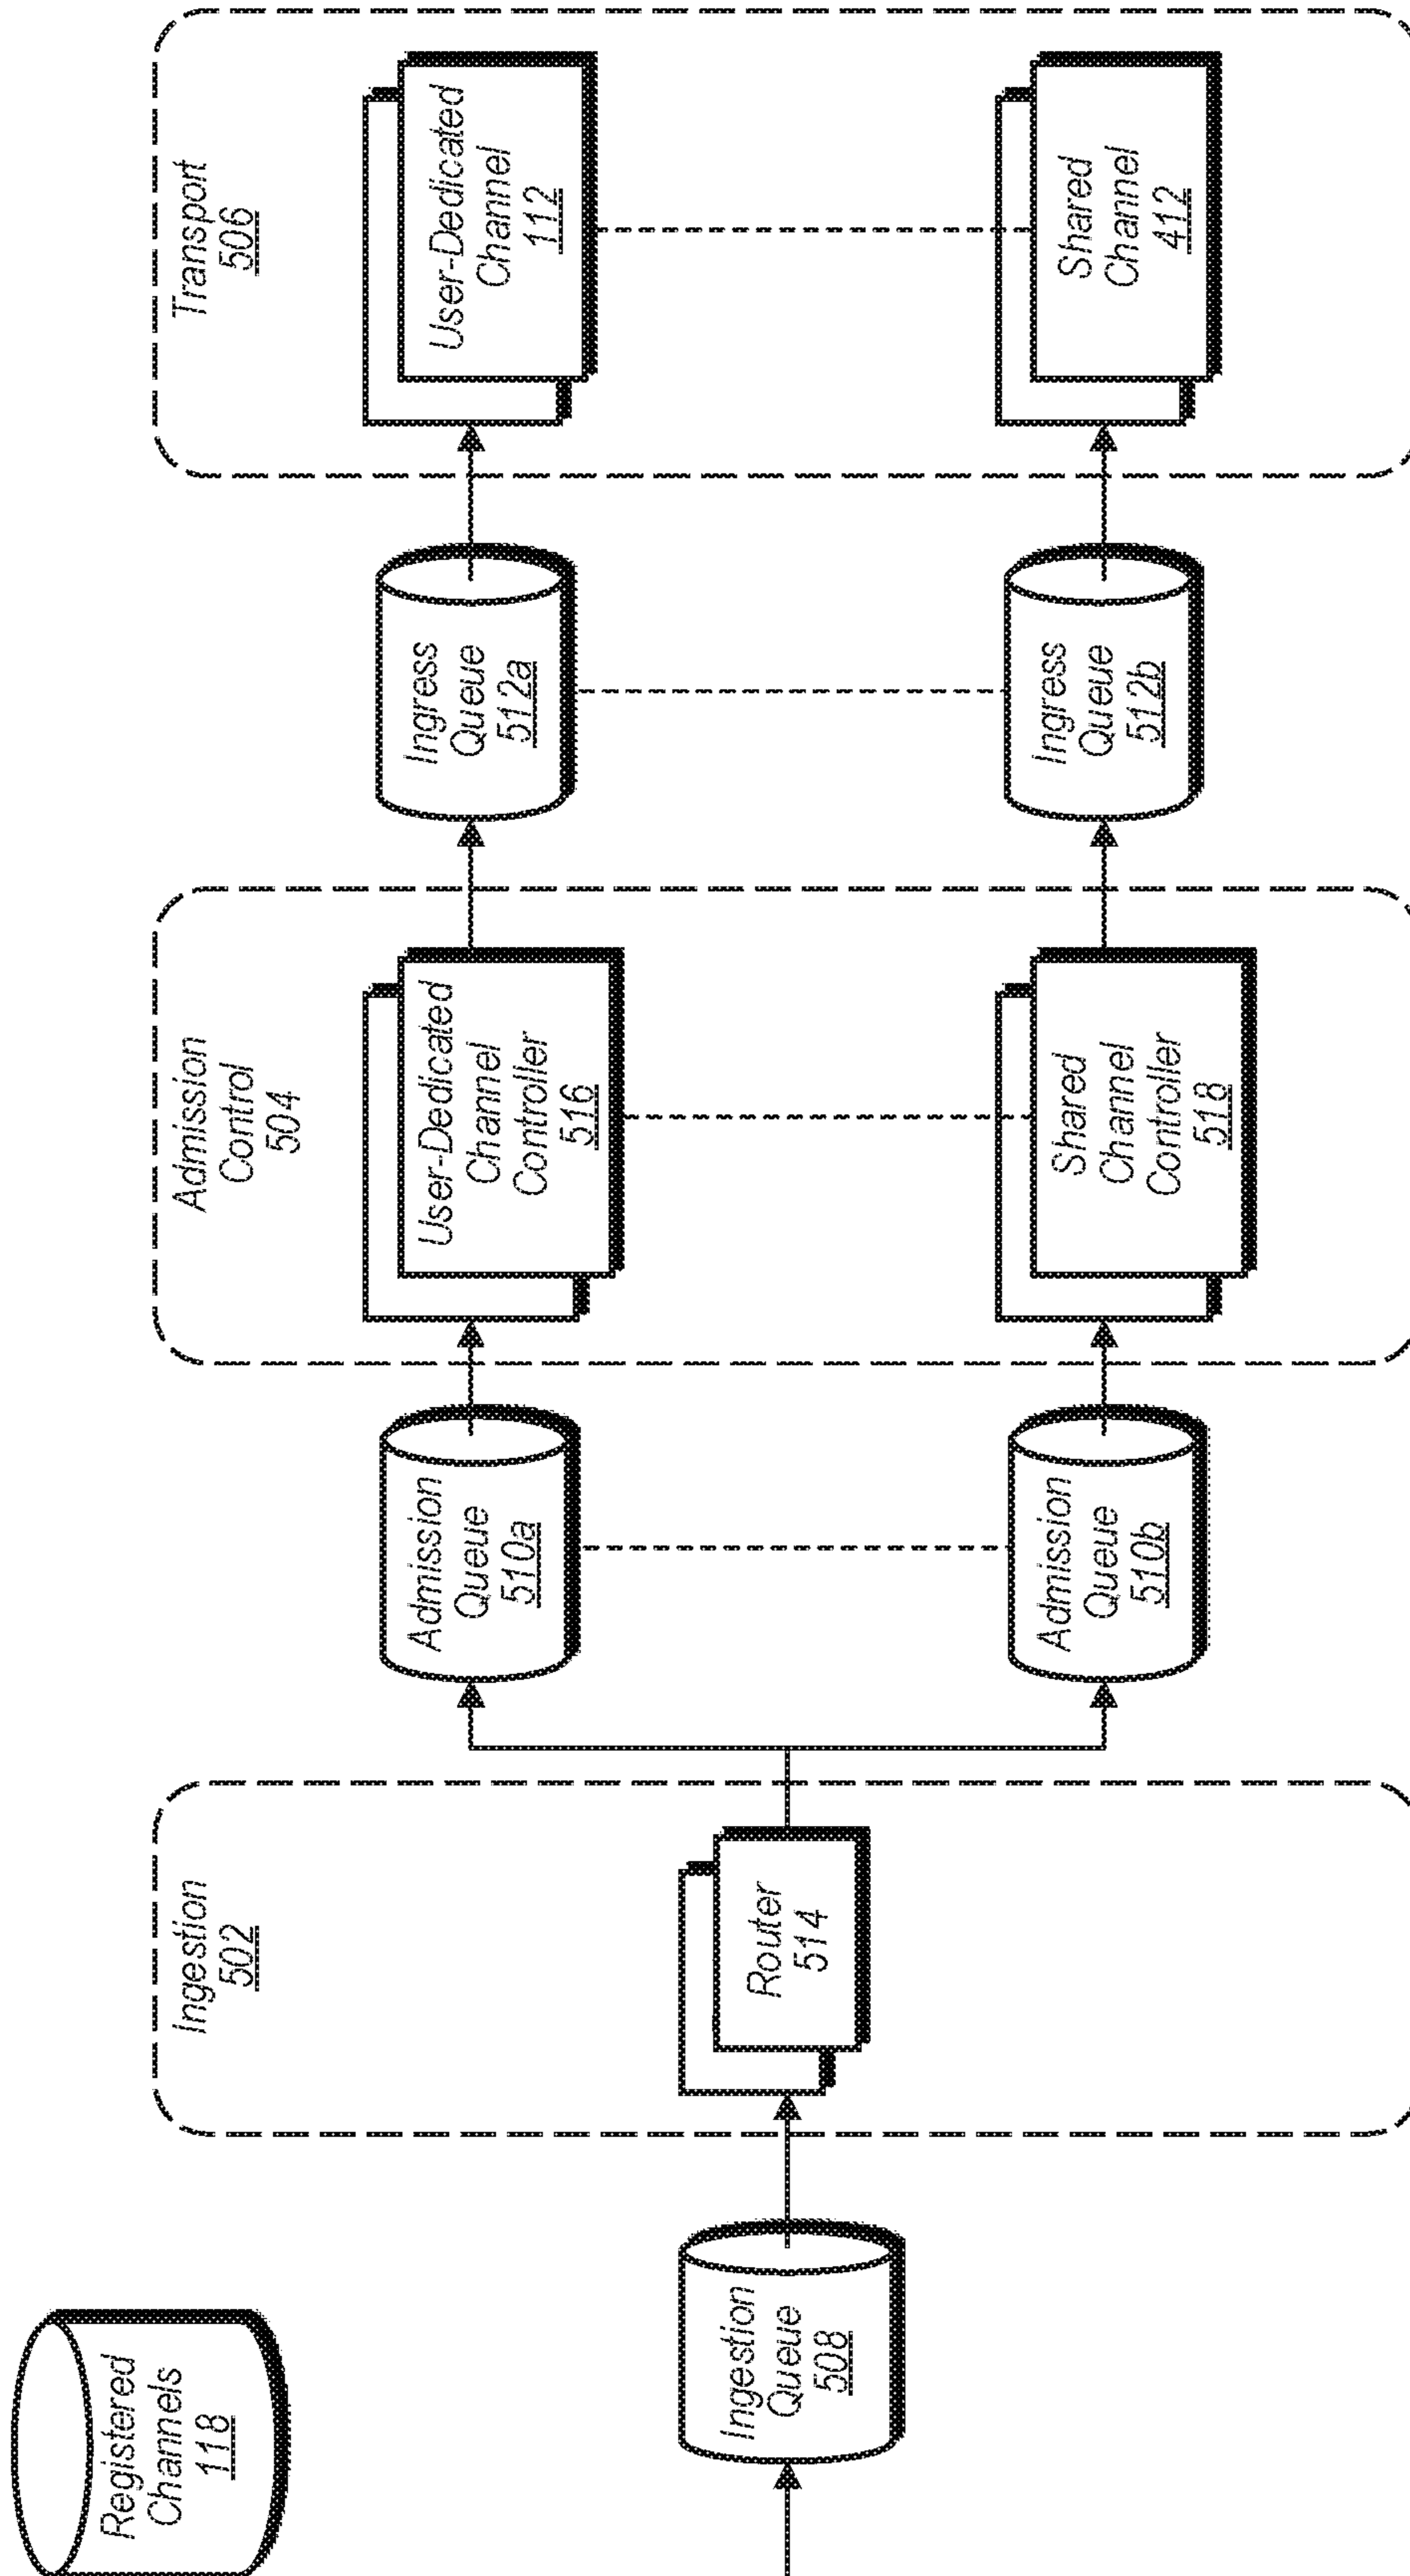 Registered
Channels
118
Ingestion
Queue
508
Ingestion
502
Router
514
Admission
Queue
510a
Admission
Queue
510b
Admission
Control
504
User-Dedicated
Channel
Controller
516
Shared
Channel
Controller
518
Ingress
Queue
512a
Ingress
Queue
512b
Transport
506
User-Dedicated
Channel
112
Shared
Channel
412